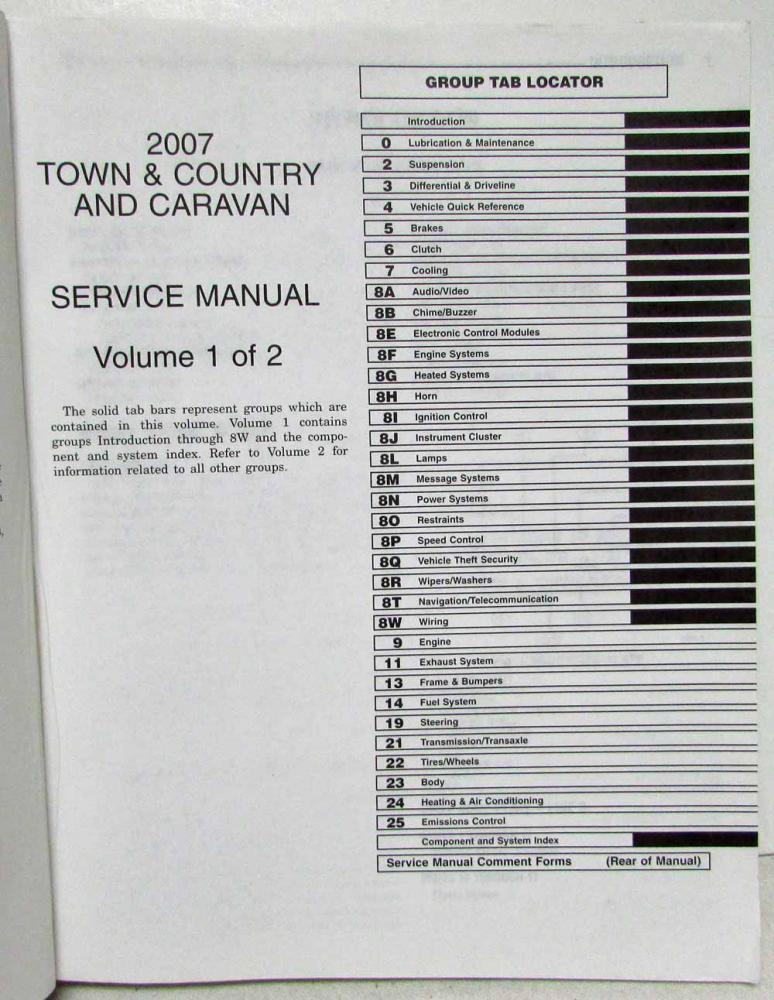 2007
TOWN & COUNTRY
AND CARAVAN
SERVICE MANUAL
Volume 1 of 2
The solid tab bars represent groups which are
contained in this volume. Volume 1 contains
groups Introduction through 8W and the compo-
nent and system index. Refer to Volume 2 for
information related to all other groups.
GROUP TAB LOCATOR
Introduction
0 Lubrication & Maintenance
2 Suspension
3 Differential & Driveline
4 Vehicle Quick Reference
5 Brakes
6 Clutch
7 Cooling
8A Audio/Video
8B Chime/Buzzer
8E Electronic Control Modules
8F Engine Systems
8G Heated Systems
8H Horn
8I Ignition Control
8J Instrument Cluster
8L Lamps
8M Message Systems
8N Power Systems
8O Restraints
8P Speed Control
8Q Vehicle Theft Security
8R Wipers/Washers
8T Navigation/Telecommunication
8W Wiring
9 Engine
11 Exhaust System
13 Frame & Bumpers
14 Fuel System
19 Steering
21 Transmission/Transaxle
22 Tires/Wheels
23 Body
24 Heating & Air Conditioning
25 Emissions Control
Component and System Index
Service Manual Comment Forms (Rear of Manual)